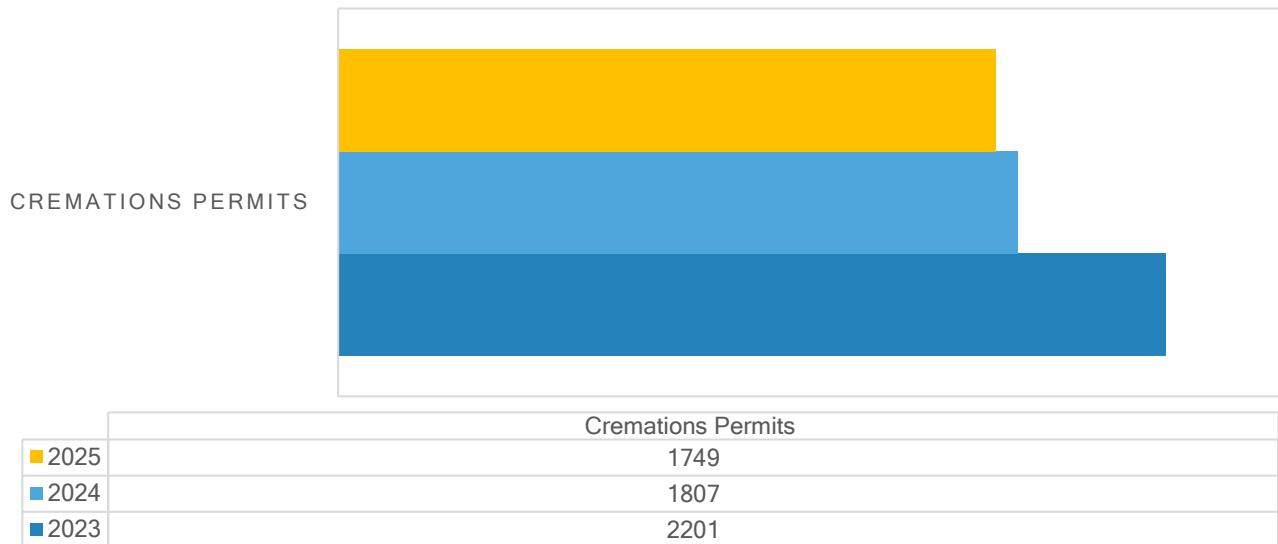 CREMATIONS PERMITS
Cremations Permits
2025 1749
2024 1807
2023 2201